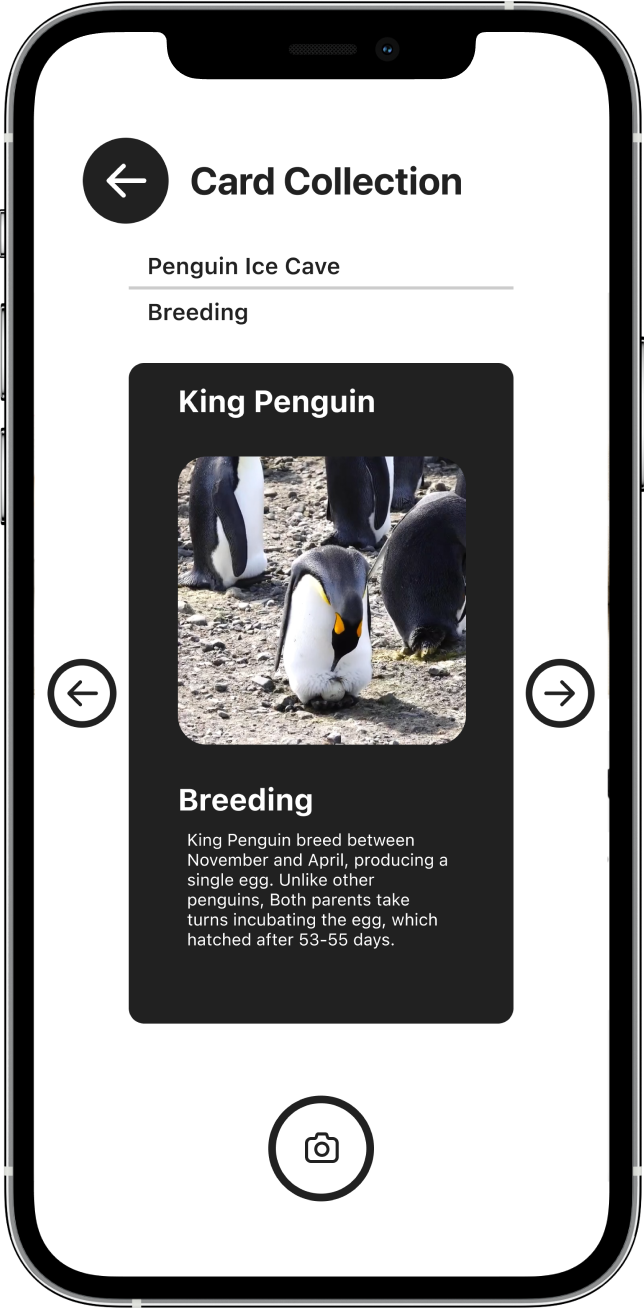 Card Collection
Penguin Ice Cave
Breeding
King Penguin
Breeding
King Penguin breed between
November and April, producing a
single egg. Unlike other
penguins, Both parents take
turns incubating the egg, which
hatched after 53-55 days.